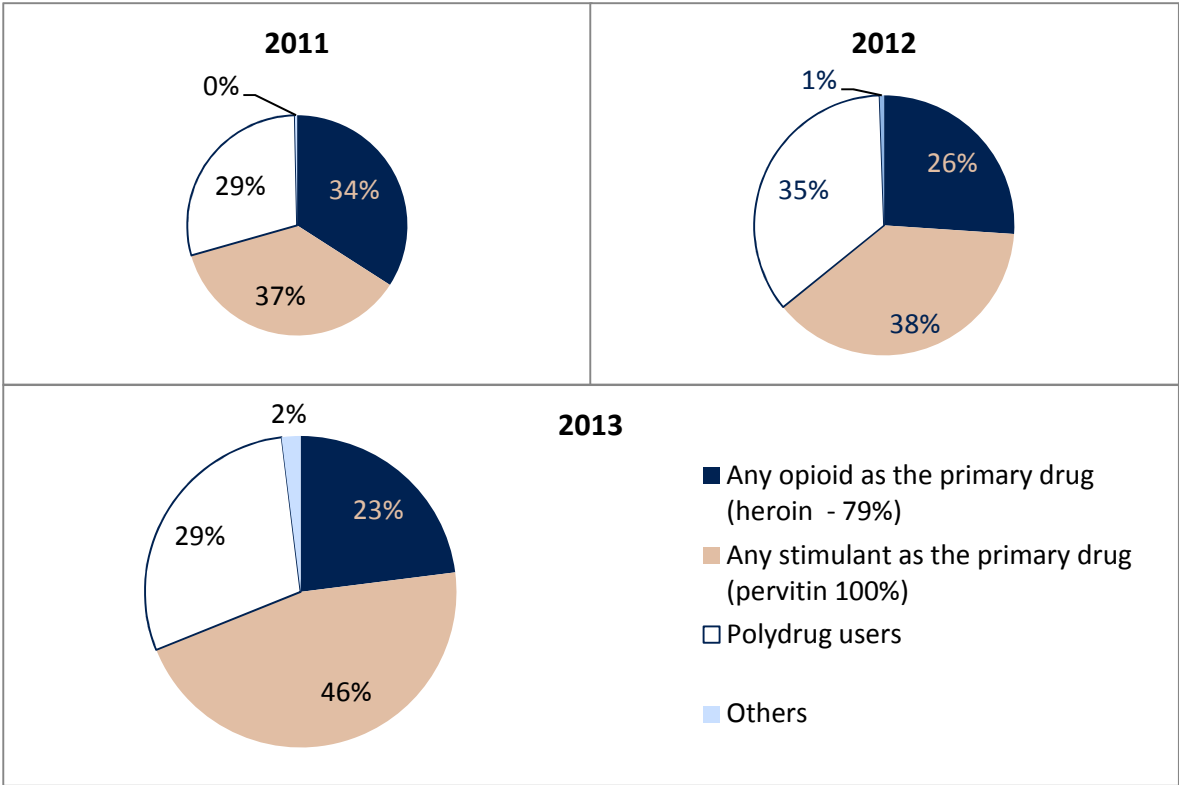 2011
0%
34%
29%
37%
2012
1%
26%
35%
38%
2013
2%
23%
29%
46%
Any opioid as the primary drug
(heroin - 79%)
Any stimulant as the primary drug
(pervitin 100%)
Polydrug users
Others